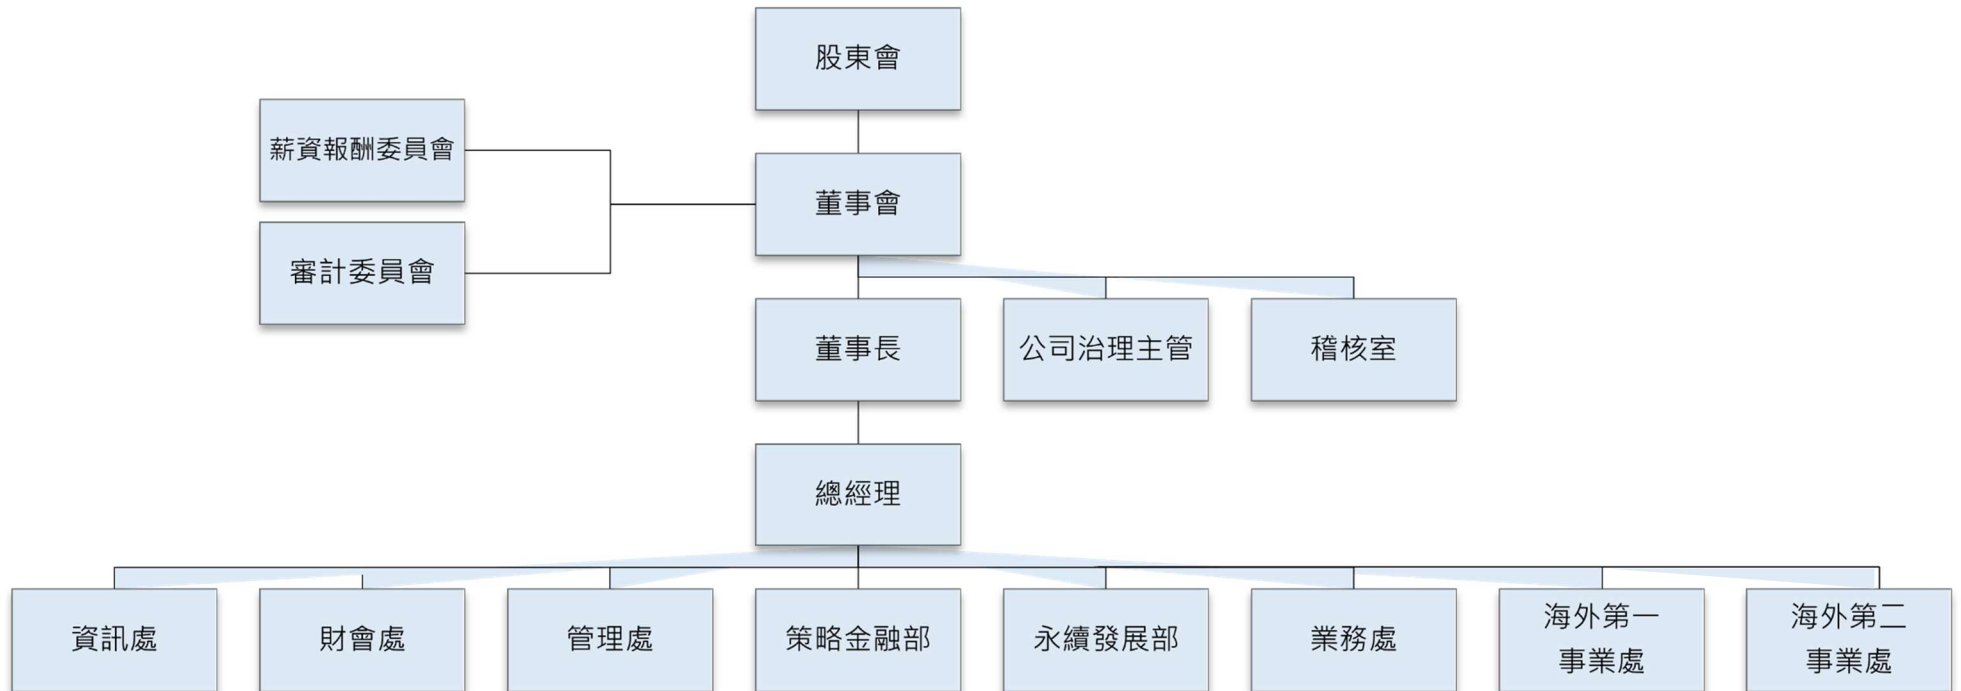 股東會
薪資報酬委員會
董事會
審計委員會
董事長
公司治理主管
稽核室
總經理
資訊處
財會處
管理處
策略金融部
永續發展部
業務處
海外第一
事業處
海外第二
事業處